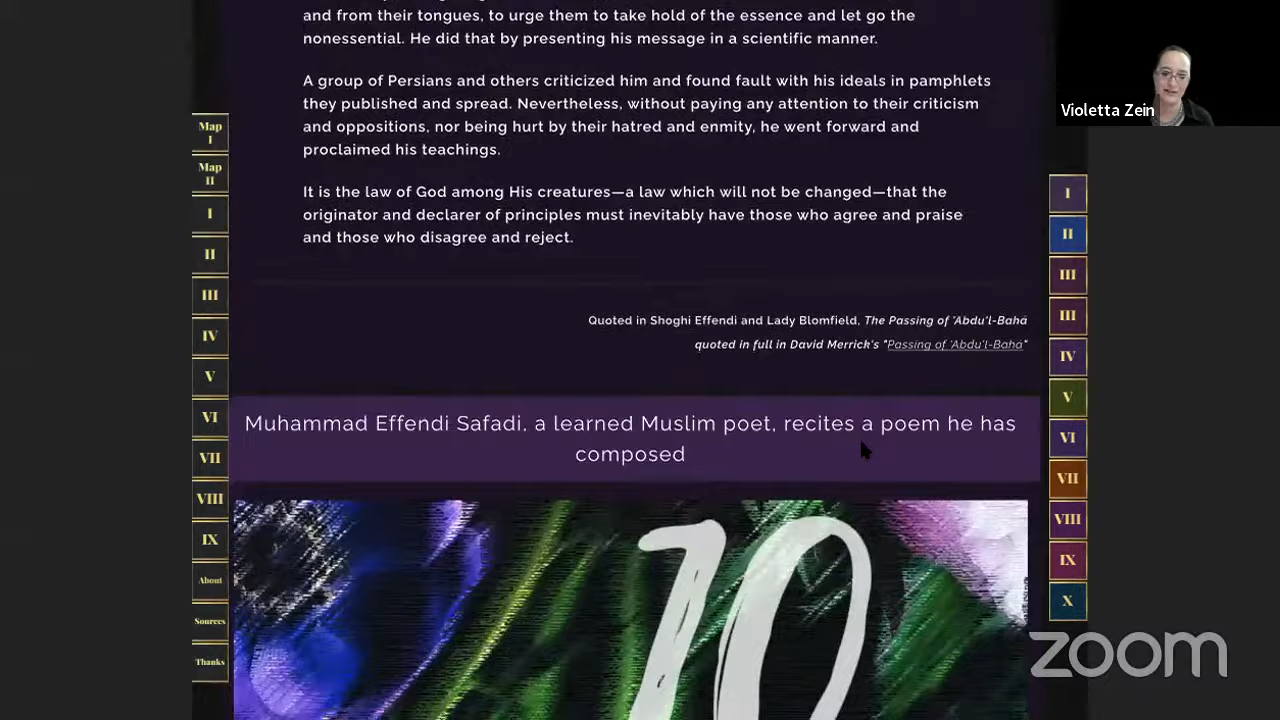 and from their tongues, to urge them to take hold of the essence and let go the
nonessential. He did that by presenting his message in a scientific manner.
A group of Persians and others criticized him and found fault with his ideals in pamphlets
they published and spread. Nevertheless, without paying any attention to their criticism
and oppositions, nor being hurt by their hatred and enmity, he went forward and
proclaimed his teachings.
It is the law of God among His creatures—a law which will not be changed—that the
originator and declarer of principles must inevitably have those who agree and praise
and those who disagree and reject.
Quoted in Shoghi Effendi and Lady Blomfield, The Passing of 'Abdu'l-Bahá
quoted in full in David Merrick's "Passing of 'Abdu'l-Bahá"
Muhammad Effendi Safadi, a learned Muslim poet, recites a poem he has
composed
10
Map
I
Map
II
I
II
III
IV
V
VI
VII
VIII
IX
About
Sources
Thanks
Violetta Zein
I
II
III
III
IV
V
VI
VII
VIII
IX
X
zoom